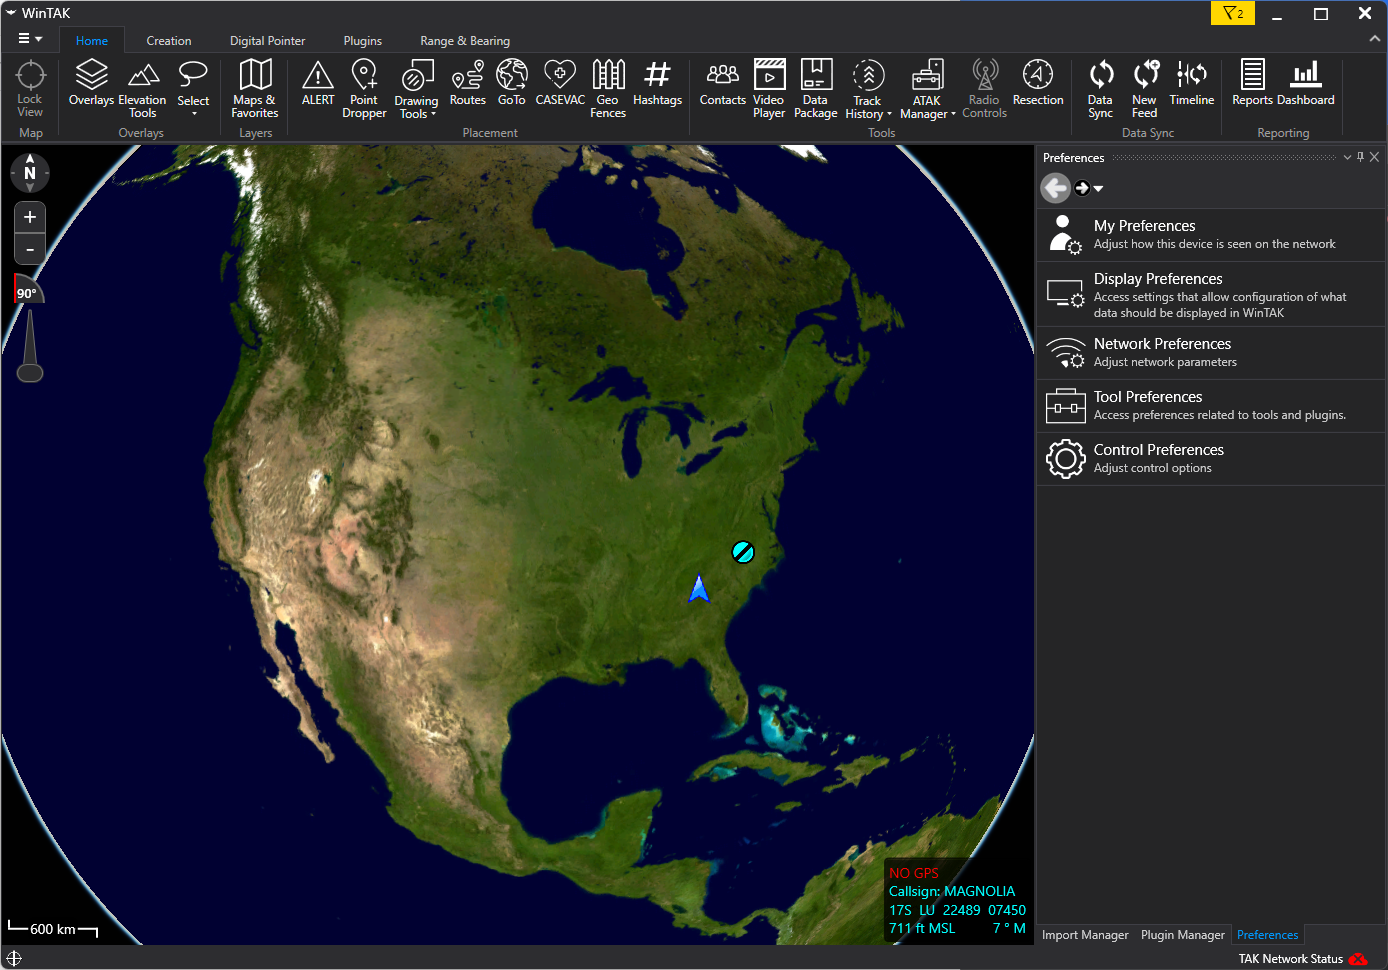 WinTAK
2
Home Creation Digital Pointer Plugins Range & Bearing
Lock View
Overlays
Elevation Tools
Select
Maps & Favorites
ALERT
Point Dropper
Drawing Tools
Routes
GoTo
CASEVAC
Geo Fences
Hashtags
Contacts
Video Player
Data Package
Track History
ATAK Manager
Radio Controls
Resection
Data Sync
New Feed
Timeline
Reports
Dashboard
Map Overlays Layers Placement Tools Data Sync Reporting
N
+
-
90°
600 km
NO GPS
Callsign: MAGNOLIA
17S LU 22489 07450
711 ft MSL 7 ° M
Preferences
My Preferences
Adjust how this device is seen on the network
Display Preferences
Access settings that allow configuration of what
data should be displayed in WinTAK
Network Preferences
Adjust network parameters
Tool Preferences
Access preferences related to tools and plugins.
Control Preferences
Adjust control options
Import Manager Plugin Manager Preferences
TAK Network Status